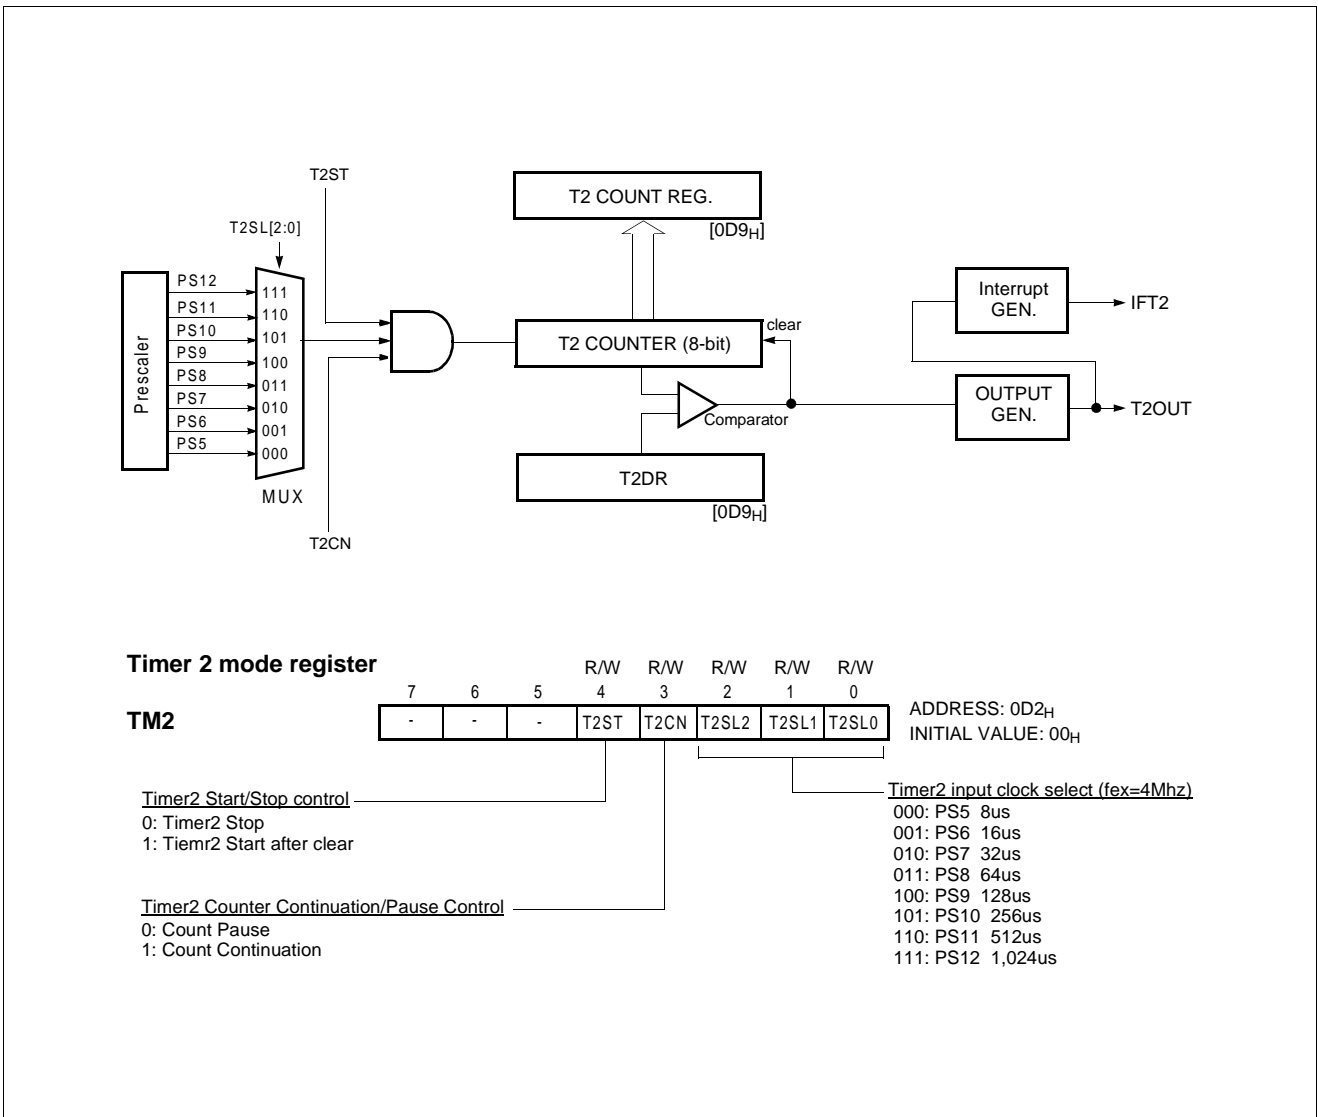 T2ST
T2 COUNT REG.
[0D9H]
T2SL[2:0]
Prescaler
PS12
PS11
PS10
PS9
PS8
PS7
PS6
PS5
111
110
101
100
011
010
001
000
MUX
T2CN
T2 COUNTER (8-bit)
clear
Comparator
T2DR
[0D9H]
Interrupt
GEN.
IFT2
OUTPUT
GEN.
T2OUT
Timer 2 mode register
R/W R/W R/W R/W R/W
7 6 5 4 3 2 1 0
TM2
- - - T2ST T2CN T2SL2 T2SL1 T2SL0
ADDRESS: 0D2H
INITIAL VALUE: 00H
Timer2 Start/Stop control
0: Timer2 Stop
1: Tiemr2 Start after clear
Timer2 Counter Continuation/Pause Control
0: Count Pause
1: Count Continuation
Timer2 input clock select (fex=4Mhz)
000: PS5 8us
001: PS6 16us
010: PS7 32us
011: PS8 64us
100: PS9 128us
101: PS10 256us
110: PS11 512us
111: PS12 1,024us